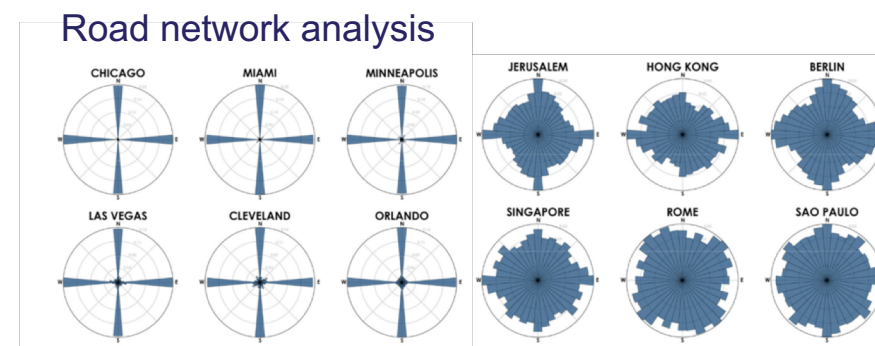 Road network analysis
CHICAGO
N
W
E
S
MIAMI
N
W
E
S
MINNEAPOLIS
N
W
E
S
JERUSALEM
N
W
E
S
HONG KONG
N
W
E
S
BERLIN
N
W
S
LAS VEGAS
N
W
E
S
CLEVELAND
N
W
E
S
ORLANDO
N
W
E
S
SINGAPORE
N
W
E
S
ROME
N
W
E
S
SAO PAULO
N
W
S